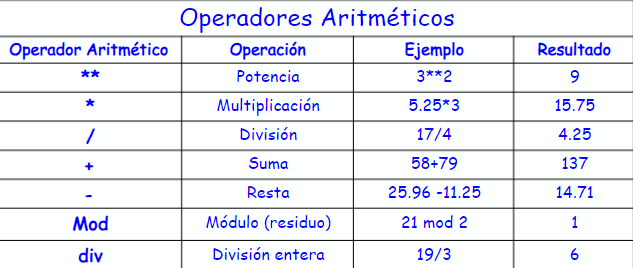 Operadores Aritméticos
Operador Aritmético Operación Ejemplo Resultado
** Potencia 3**2 9
* Multiplicación 5.25*3 15.75
/ División 17/4 4.25
+ Suma 58+79 137
- Resta 25.96 -11.25 14.71
Mod Módulo (residuo) 21 mod 2 1
div División entera 19/3 6